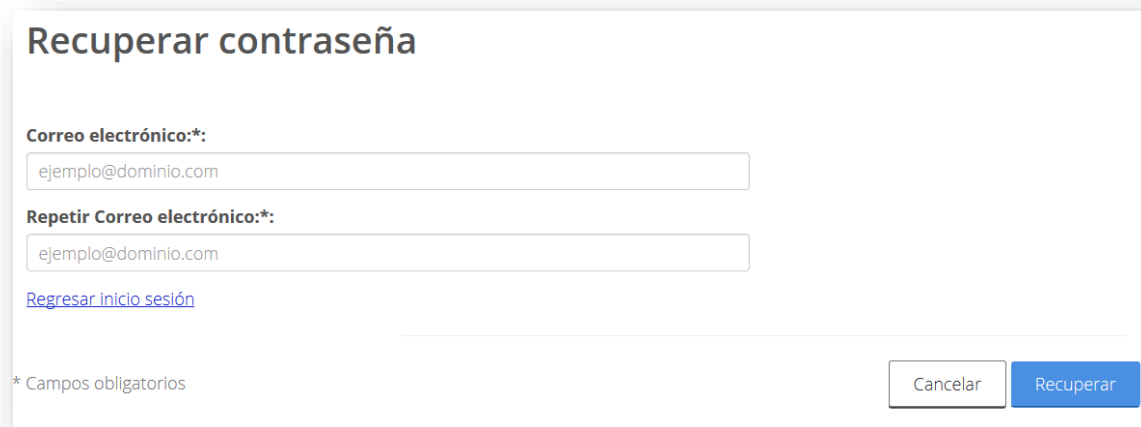 Recuperar contraseña
Correo electrónico:*:
ejemplo@dominio.com
Repetir Correo electrónico:*:
ejemplo@dominio.com
Regresar inicio sesión
* Campos obligatorios
Cancelar
Recuperar